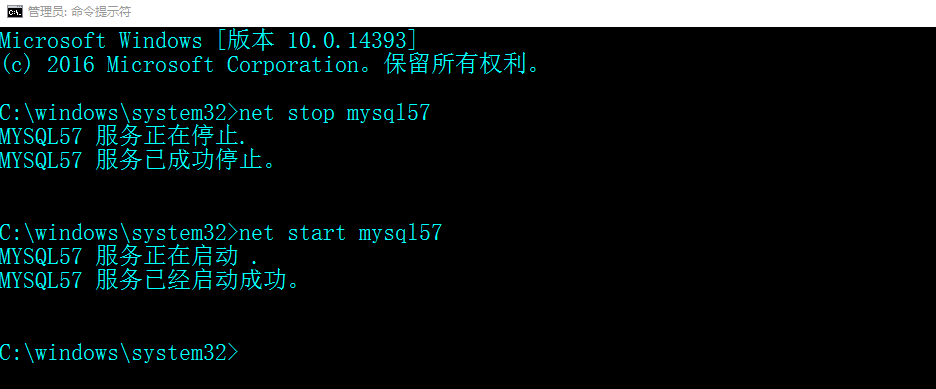 管理员: 命令提示符
Microsoft Windows [版本 10.0.14393]
(c) 2016 Microsoft Corporation。保留所有权利。
C:\windows\system32>net stop mysql57
MYSQL57 服务正在停止.
MYSQL57 服务已成功停止。
C:\windows\system32>net start mysql57
MYSQL57 服务正在启动 .
MYSQL57 服务已经启动成功。
C:\windows\system32>